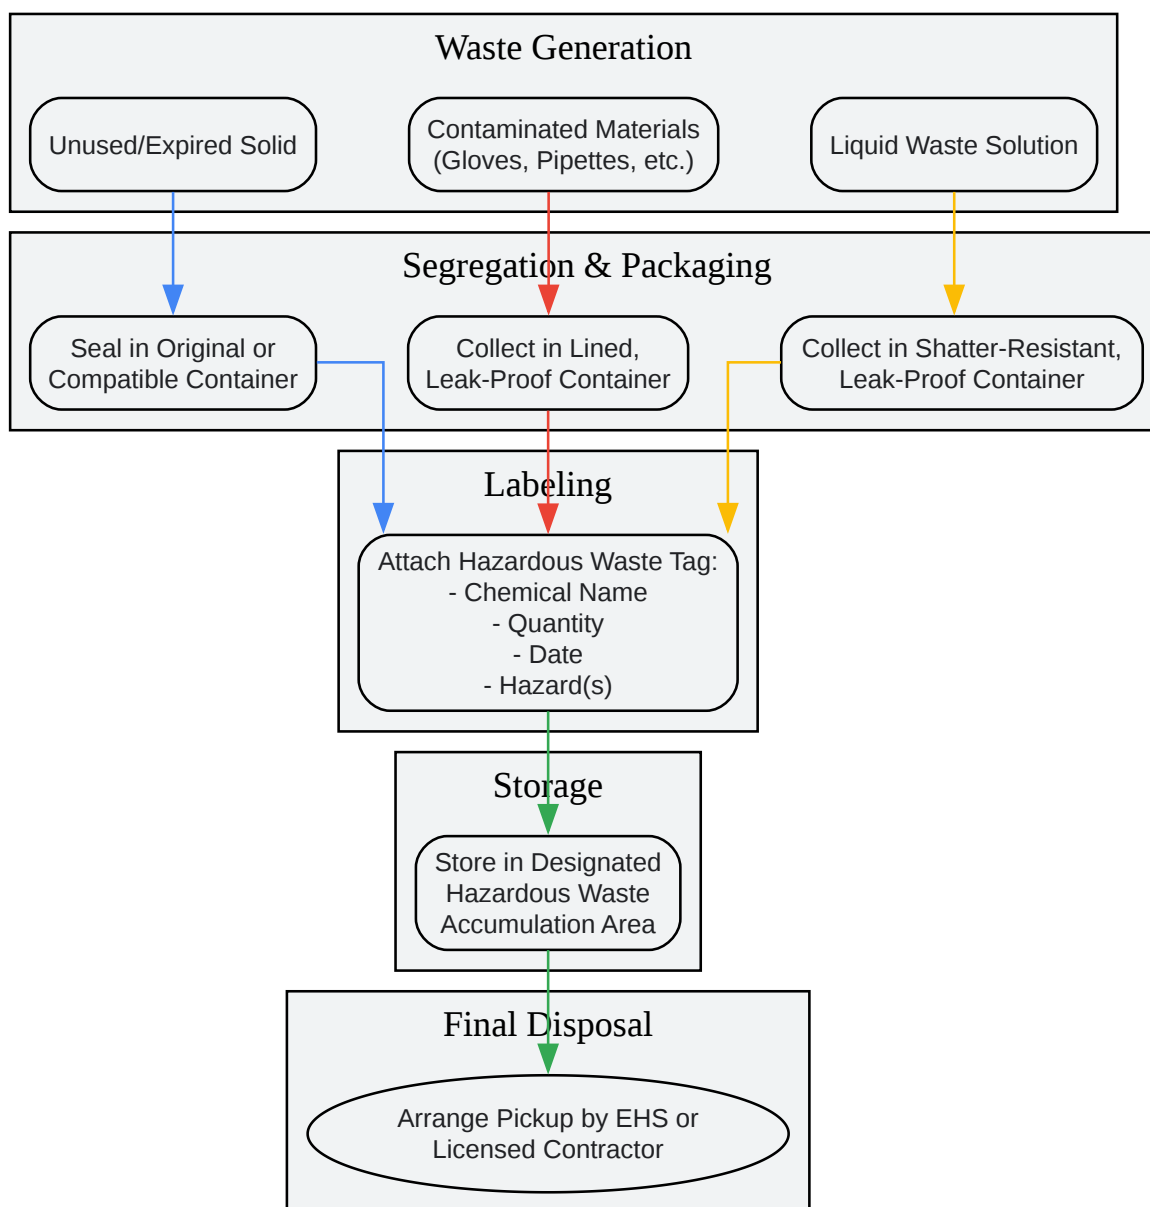 Waste Generation
Unused/Expired Solid
Contaminated Materials
(Gloves, Pipettes, etc.)
Liquid Waste Solution
Segregation & Packaging
Seal in Original or
Compatible Container
Collect in Lined,
Leak-Proof Container
Collect in Shatter-Resistant,
Leak-Proof Container
Labeling
Attach Hazardous Waste Tag:
- Chemical Name
- Quantity
- Date
- Hazard(s)
Storage
Store in Designated
Hazardous Waste
Accumulation Area
Final Disposal
Arrange Pickup by EHS or
Licensed Contractor